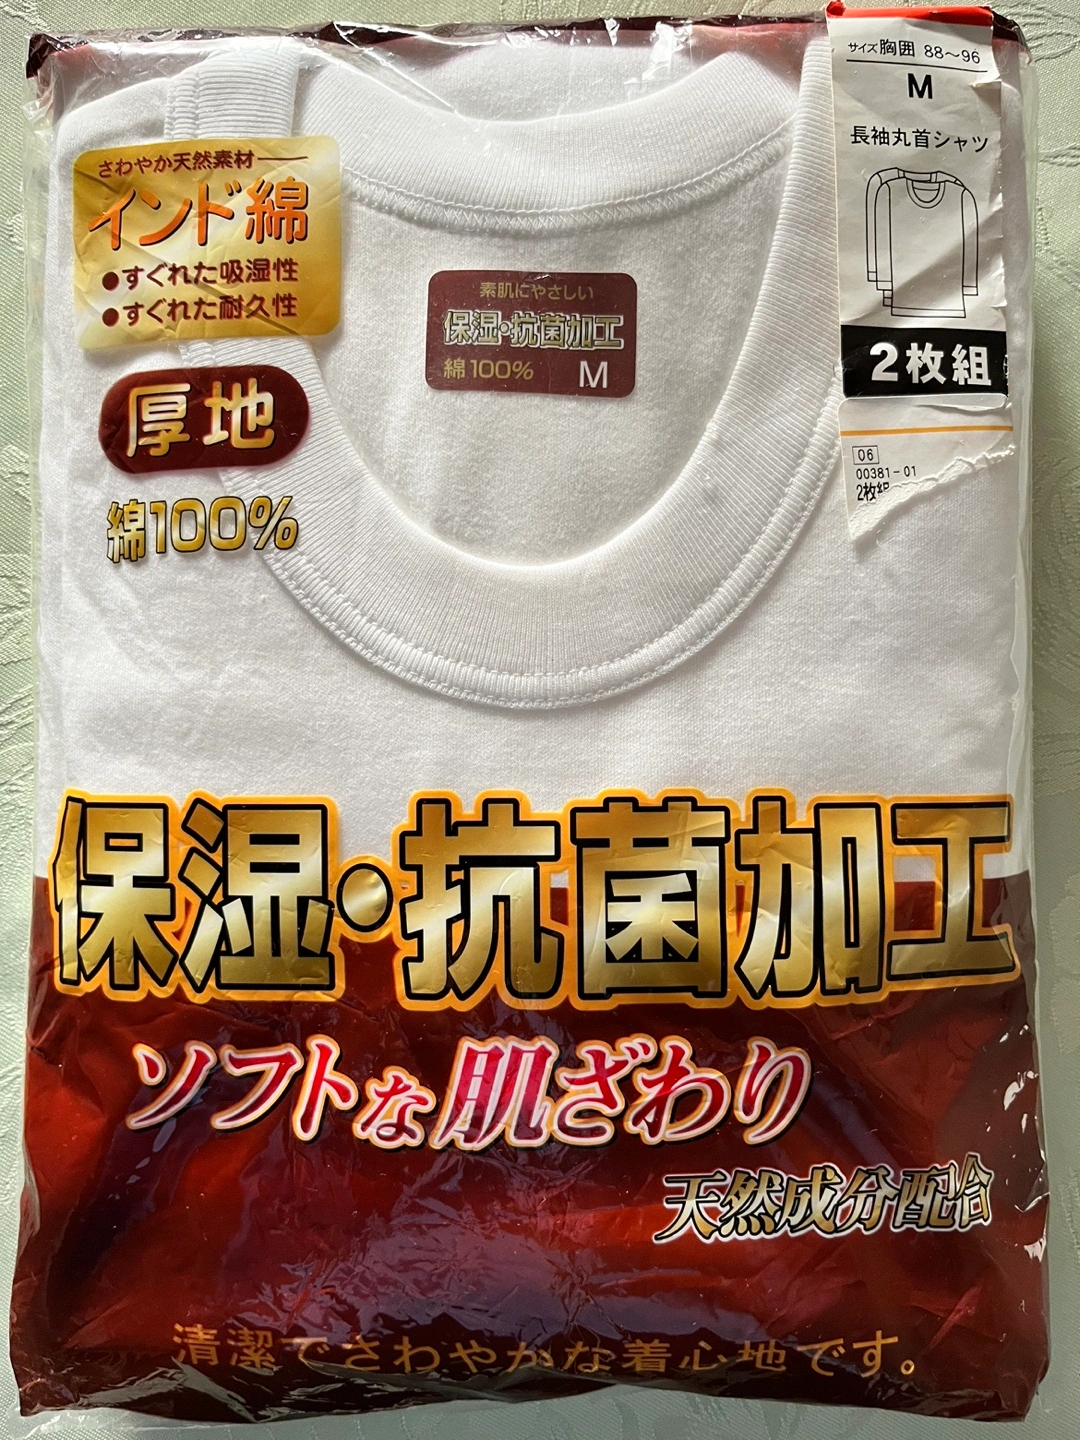 サイズ 胸囲 88～96
M
長袖丸首シャツ
2枚組
06
00381-01
2枚組
さわやか天然素材
インド綿
●すぐれた吸湿性
●すぐれた耐久性
厚地
綿100%
素肌にやさしい
保湿・抗菌加工
綿100% M
保湿・抗菌加工
ソフトな肌ざわり
天然成分配合
清潔でさわやかな着心地です。